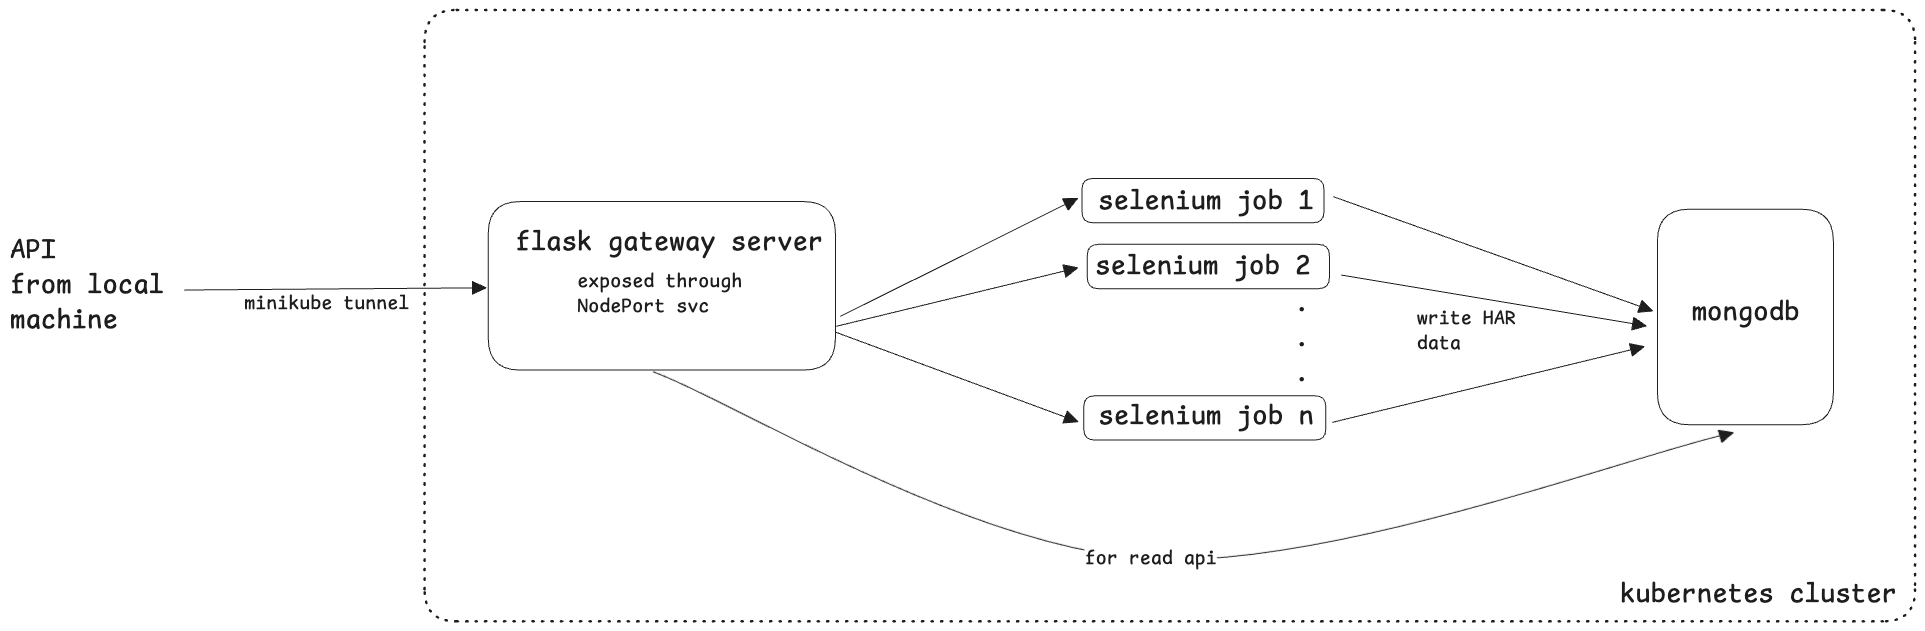 API
from local
machine
minikube tunnel
flask gateway server
exposed through
NodePort svc
selenium job 1
selenium job 2
selenium job n
write HAR
data
mongodb
for read api
kubernetes cluster